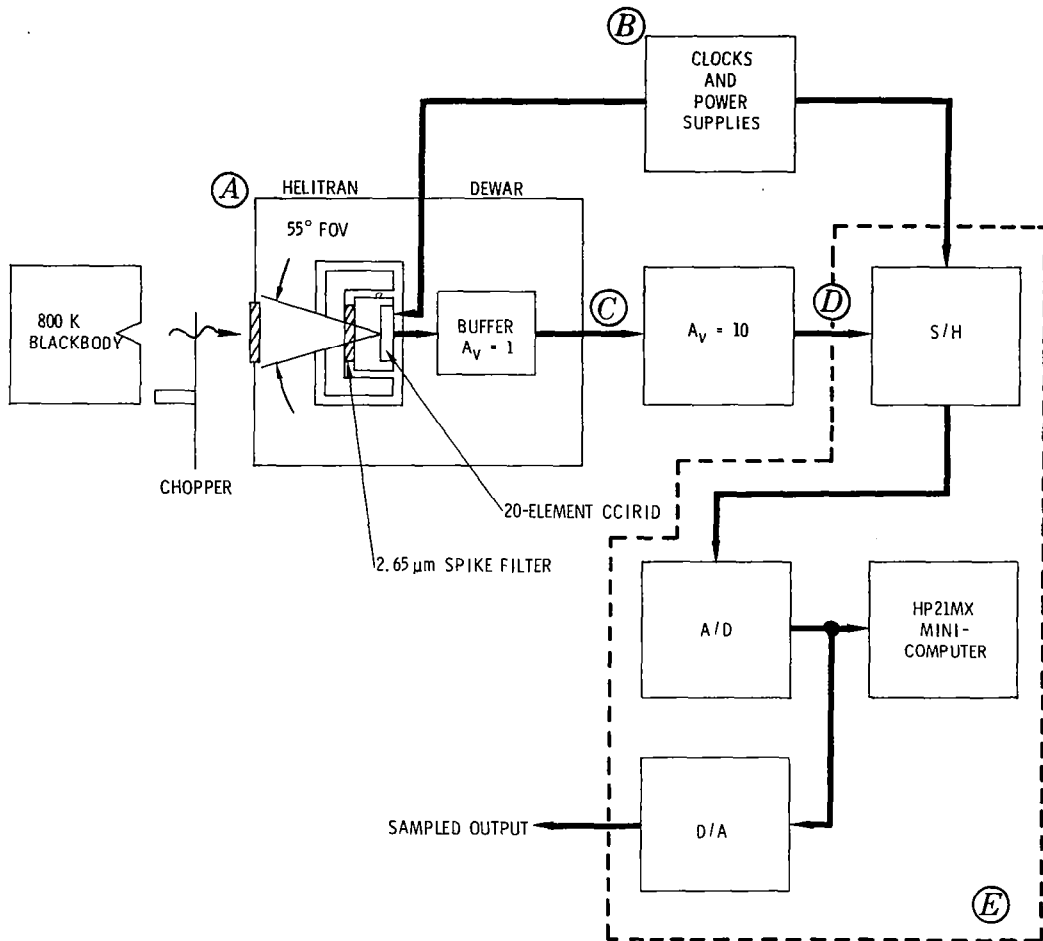 B
CLOCKS
AND
POWER
SUPPLIES
A
HELITRAN
DEWAR
55° FOV
800 K
BLACKBODY
BUFFER
A_V = 1
C
A_V = 10
D
S/H
CHOPPER
20-ELEMENT CCIRID
2.65 μm SPIKE FILTER
A/D
HP21MX
MINI-
COMPUTER
SAMPLED OUTPUT
D/A
E